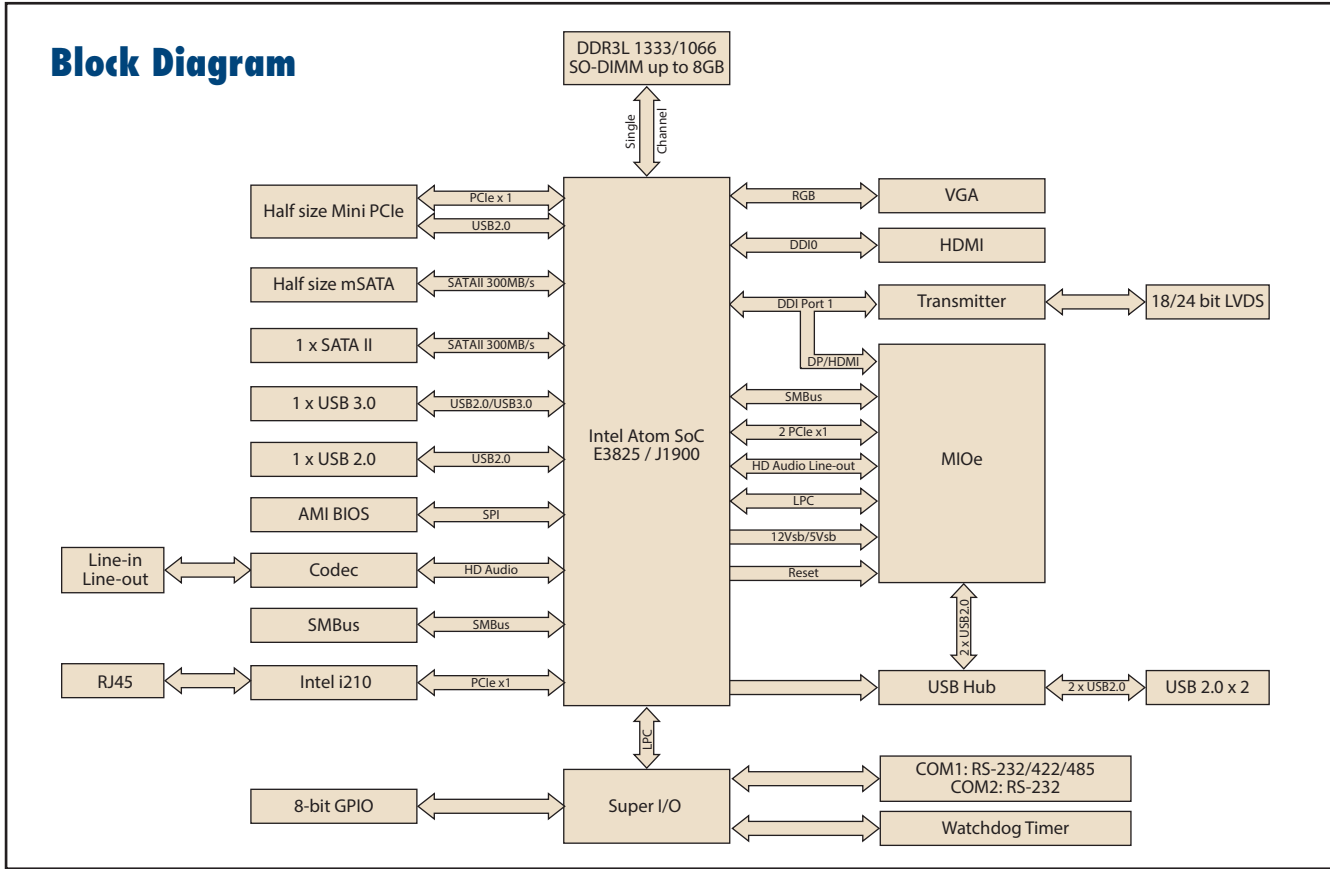 Block Diagram
DDR3L 1333/1066
SO-DIMM up to 8GB
Single
Channel
Half size Mini PCIe
PCIe x 1
USB2.0
Half size mSATA
SATAII 300MB/s
1 x SATA II
SATAII 300MB/s
1 x USB 3.0
USB2.0/USB3.0
1 x USB 2.0
USB2.0
AMI BIOS
SPI
Line-in
Line-out
Codec
HD Audio
SMBus
SMBus
RJ45
Intel i210
PCIe x1
Intel Atom SoC
E3825 / J1900
RGB
VGA
DDI0
HDMI
DDI Port 1
Transmitter
18/24 bit LVDS
DP/HDMI
SMBus
2 PCIe x1
HD Audio Line-out
LPC
12Vsb/5Vsb
Reset
MIOe
2 x USB2.0
USB Hub
2 x USB2.0
USB 2.0 x 2
LPC
8-bit GPIO
Super I/O
COM1: RS-232/422/485
COM2: RS-232
Watchdog Timer